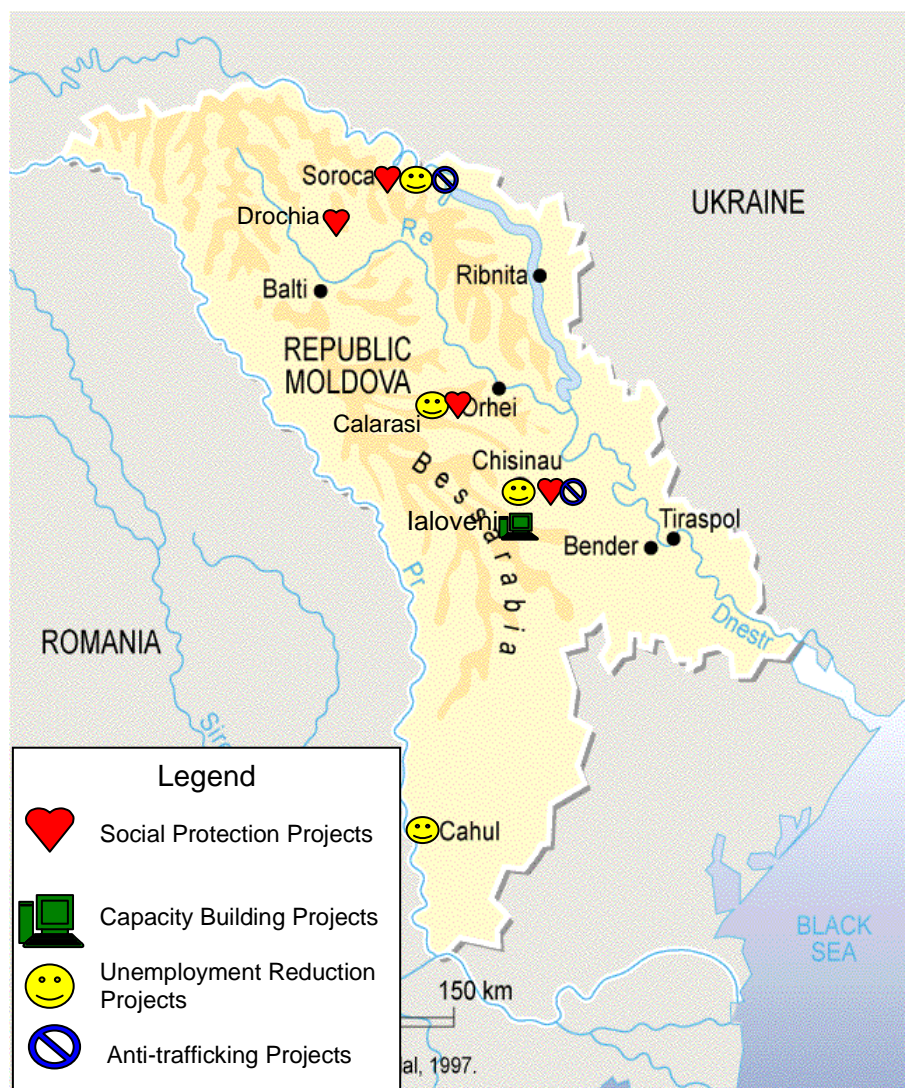 Soroca
UKRAINE
Drochia
Re
Ribnita
Balti
REPUBLIC
MOLDOVA
Orhei
Calarasi
Chisinau
Bessarabia
Ialoveni
Tiraspol
Bender
Pr
Dnestr
ROMANIA
Sire
Legend
Social Protection Projects
Cahul
Capacity Building Projects
BLACK
SEA
Unemployment Reduction
Projects
150 km
Anti-trafficking Projects
al, 1997.